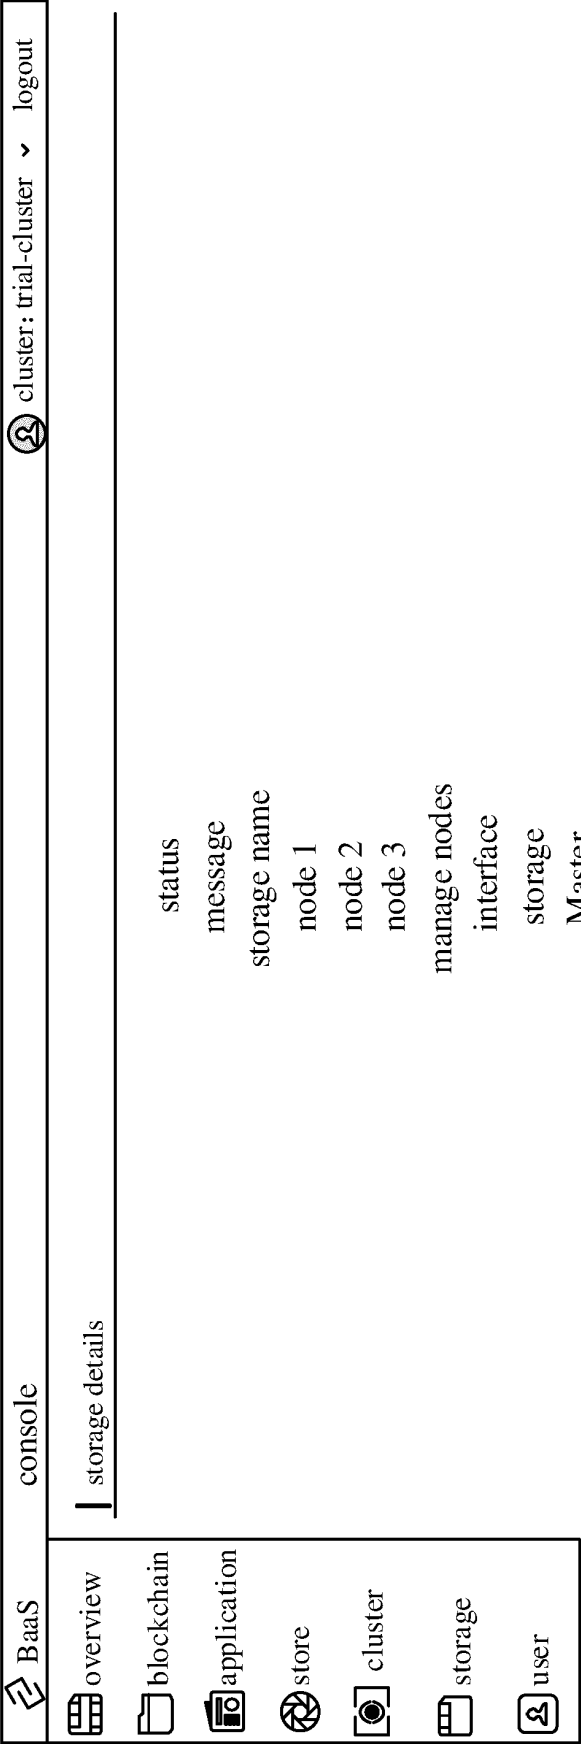 BaaS console cluster: trial-cluster logout
overview
blockchain
application
store
cluster
storage
user
storage details
status
message
storage name
node 1
node 2
node 3
manage nodes
interface
storage
Master